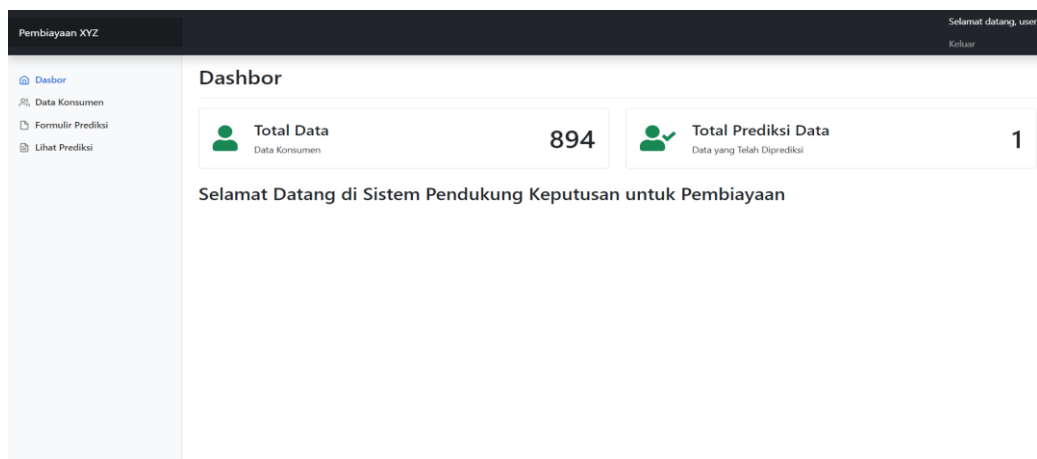 Pembiayaan XYZ
Selamat datang, user
Keluar
Dasbor
Data Konsumen
Formulir Prediksi
Lihat Prediksi
Dashbor
Total Data
Data Konsumen
894
Total Prediksi Data
Data yang Telah Diprediksi
1
Selamat Datang di Sistem Pendukung Keputusan untuk Pembiayaan